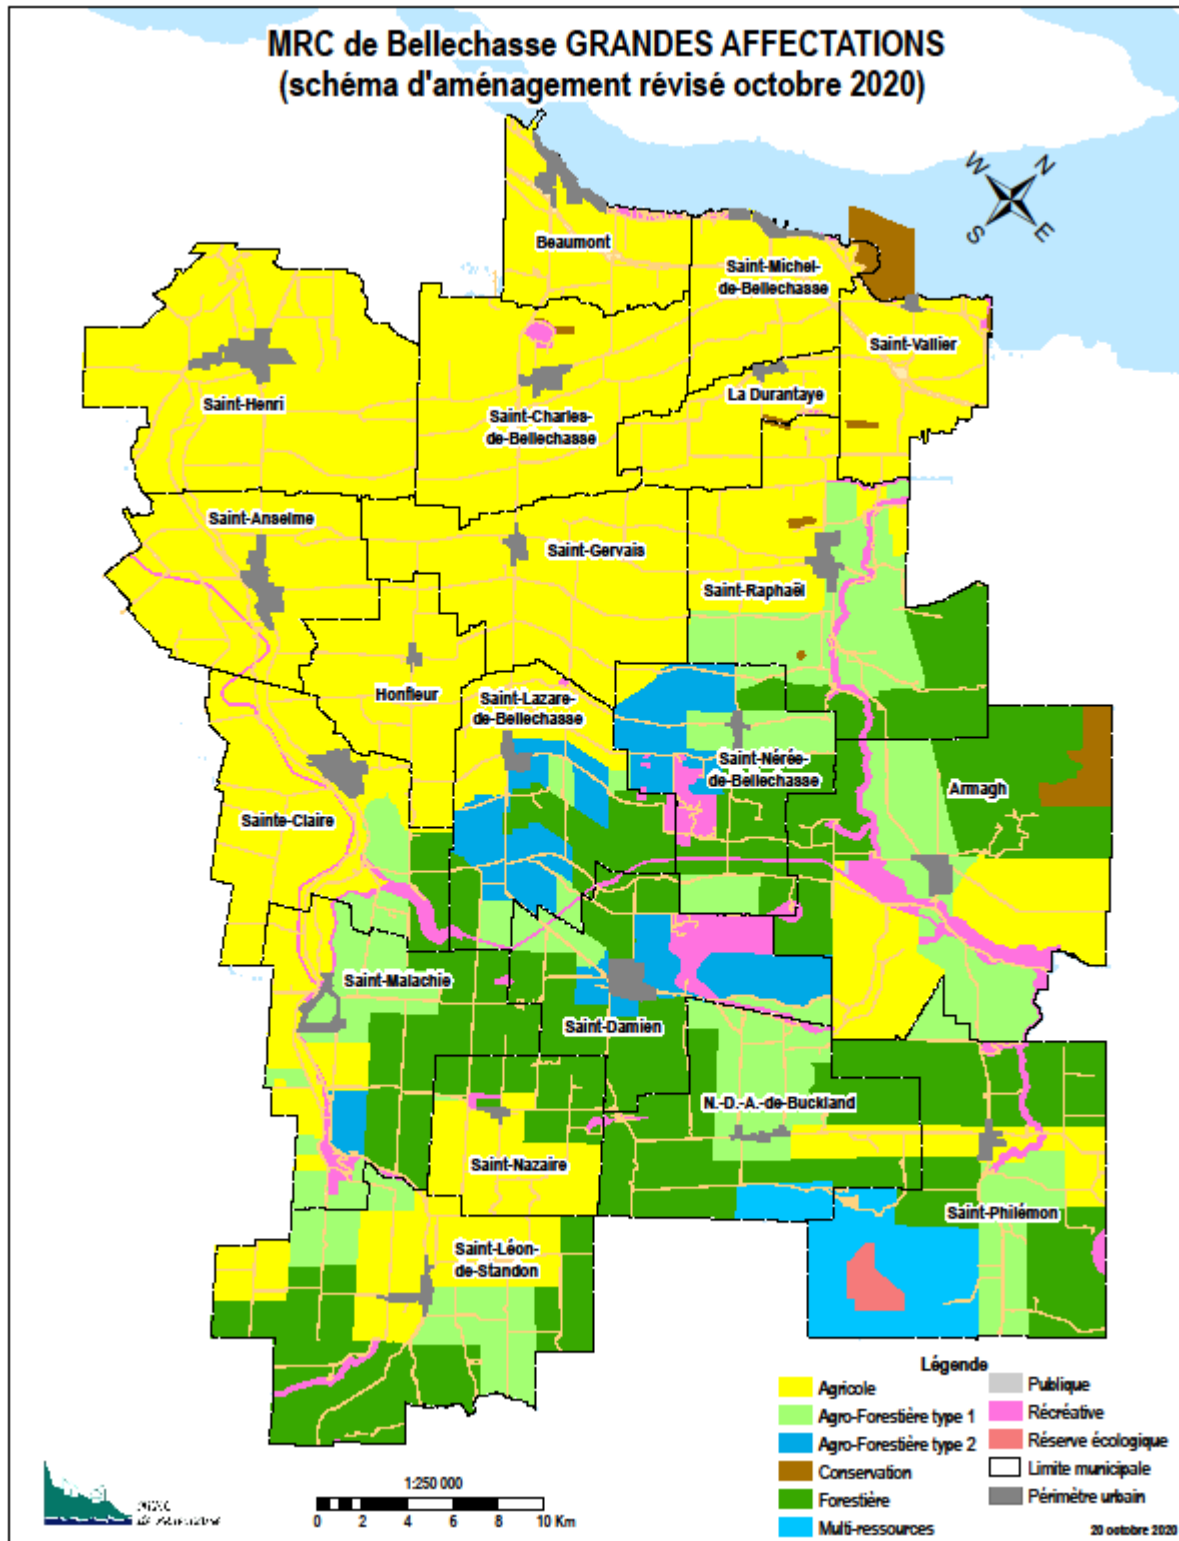 MRC de Bellechasse GRANDES AFFECTATIONS
(schéma d'aménagement révisé octobre 2020)
W
N
S
E
Beaumont
Saint-Michel-
de-Bellechasse
Saint-Vallier
La Durantaye
Saint-Henri
Saint-Charles-
de-Bellechasse
Saint-Anselme
Saint-Gervais
Saint-Raphaël
Honfleur
Saint-Lazare-
de-Bellechasse
Saint-Nérée-
de-Bellechasse
Armagh
Sainte-Claire
Saint-Malachie
Saint-Damien
N.-D.-A.-de-Buckland
Saint-Nazaire
Saint-Philémon
Saint-Léon-
de-Standon
Légende
Agricole
Agro-Forestière type 1
Agro-Forestière type 2
Conservation
Forestière
Multi-ressources
Publique
Récréative
Réserve écologique
Limite municipale
Périmètre urbain
1:250 000
0 2 4 6 8 10 Km
MRC
20 octobre 2020